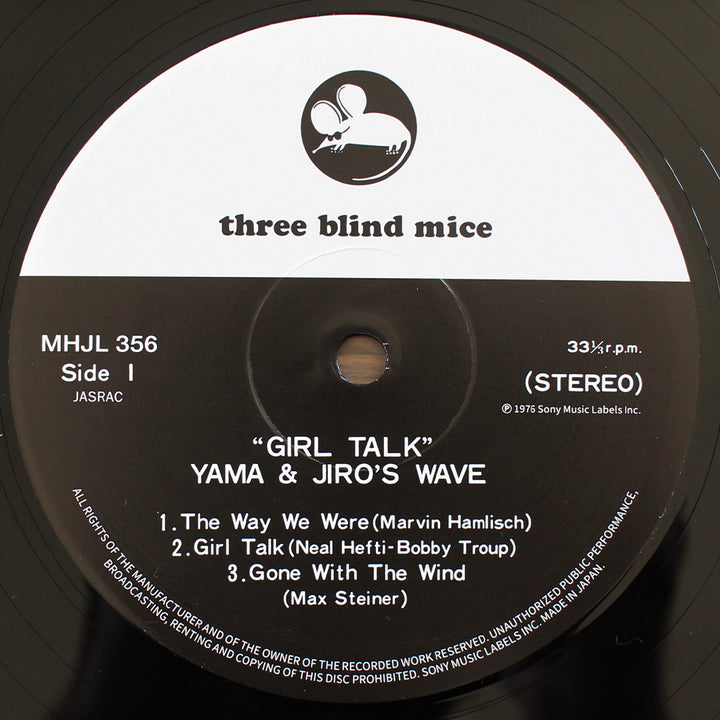 three blind mice
MHJL 356
Side 1
JASRAC
33⅓ r.p.m.
(STEREO)
℗ 1976 Sony Music Labels Inc.
“GIRL TALK”
YAMA & JIRO'S WAVE
1. The Way We Were (Marvin Hamlisch)
2. Girl Talk (Neal Hefti-Bobby Troup)
3. Gone With The Wind
(Max Steiner)
ALL RIGHTS OF THE MANUFACTURER AND OF THE OWNER OF THE RECORDED WORK RESERVED. UNAUTHORIZED PUBLIC PERFORMANCE,
BROADCASTING, RENTING AND COPYING OF THIS DISC PROHIBITED. SONY MUSIC LABELS INC. MADE IN JAPAN.